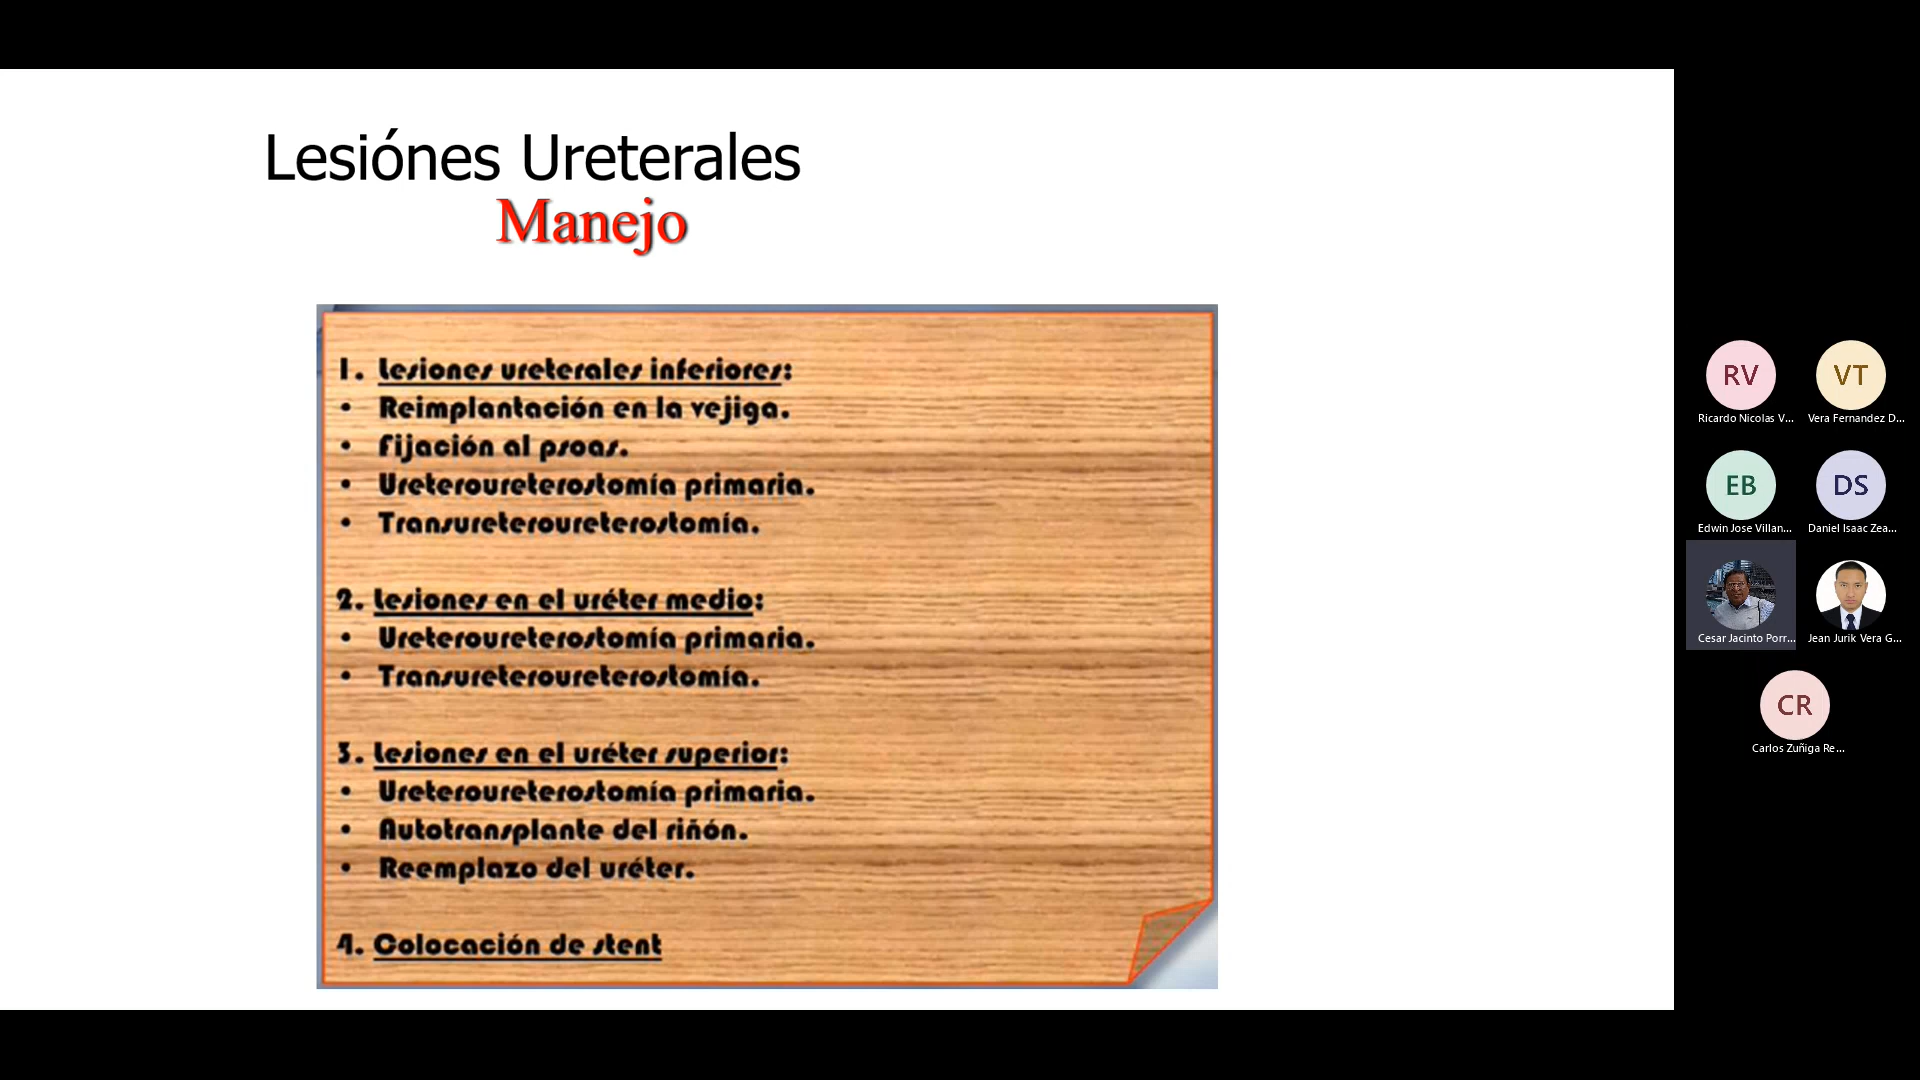 Lesiónes Ureterales
Manejo
1. Lesiones ureterales inferiores:
• Reimplantación en la vejiga.
• Fijación al psoas.
• Ureteroureterostomía primaria.
• Transureteroureterostomía.
2. Lesiones en el uréter medio:
• Ureteroureterostomía primaria.
• Transureteroureterostomía.
3. Lesiones en el uréter superior:
• Ureteroureterostomía primaria.
• Autotransplante del riñón.
• Reemplazo del uréter.
4. Colocación de stent
RV VT
Ricardo Nicolas V... Vera Fernandez D...
EB DS
Edwin Jose Villan... Daniel Isaac Zea...
Cesar Jacinto Porr... Jean Jurik Vera G...
CR
Carlos Zuñiga Re...